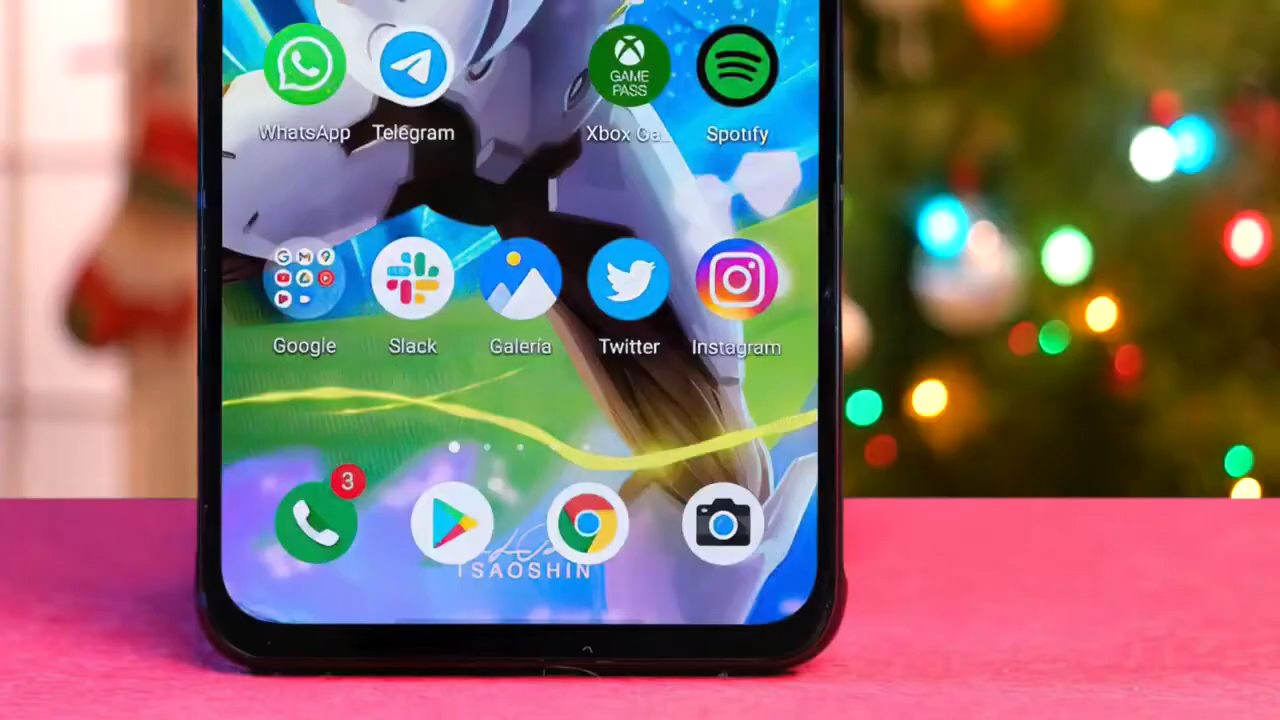 GAME
PASS
WhatsApp Telegram Xbox Ga... Spotify
Google Slack Galería Twitter Instagram
3
TSAOSHIN